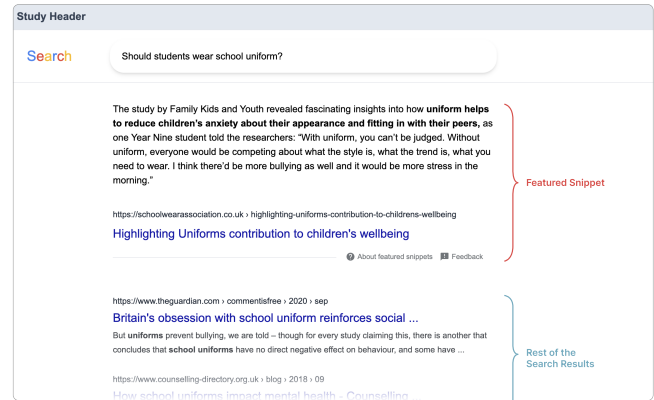 Study Header
Search
Should students wear school uniform?
The study by Family Kids and Youth revealed fascinating insights into how uniform helps
to reduce children's anxiety about their appearance and fitting in with their peers, as
one Year Nine student told the researchers: “With uniform, you can't be judged. Without
uniform, everyone would be competing about what the style is, what the trend is, what you
need to wear. I think there'd be more bullying as well and it would be more stress in the
morning.”
Featured Snippet
https://schoolwearassociation.co.uk › highlighting-uniforms-contribution-to-childrens-wellbeing
Highlighting Uniforms contribution to children's wellbeing
About featured snippets Feedback
https://www.theguardian.com › commentisfree › 2020 › sep
Britain's obsession with school uniform reinforces social ...
But uniforms prevent bullying, we are told – though for every study claiming this, there is another that
concludes that school uniforms have no direct negative effect on behaviour, and some have ...
Rest of the
Search Results
https://www.counselling-directory.org.uk › blog › 2018 › 09
How school uniforms impact mental health - Counselling ...